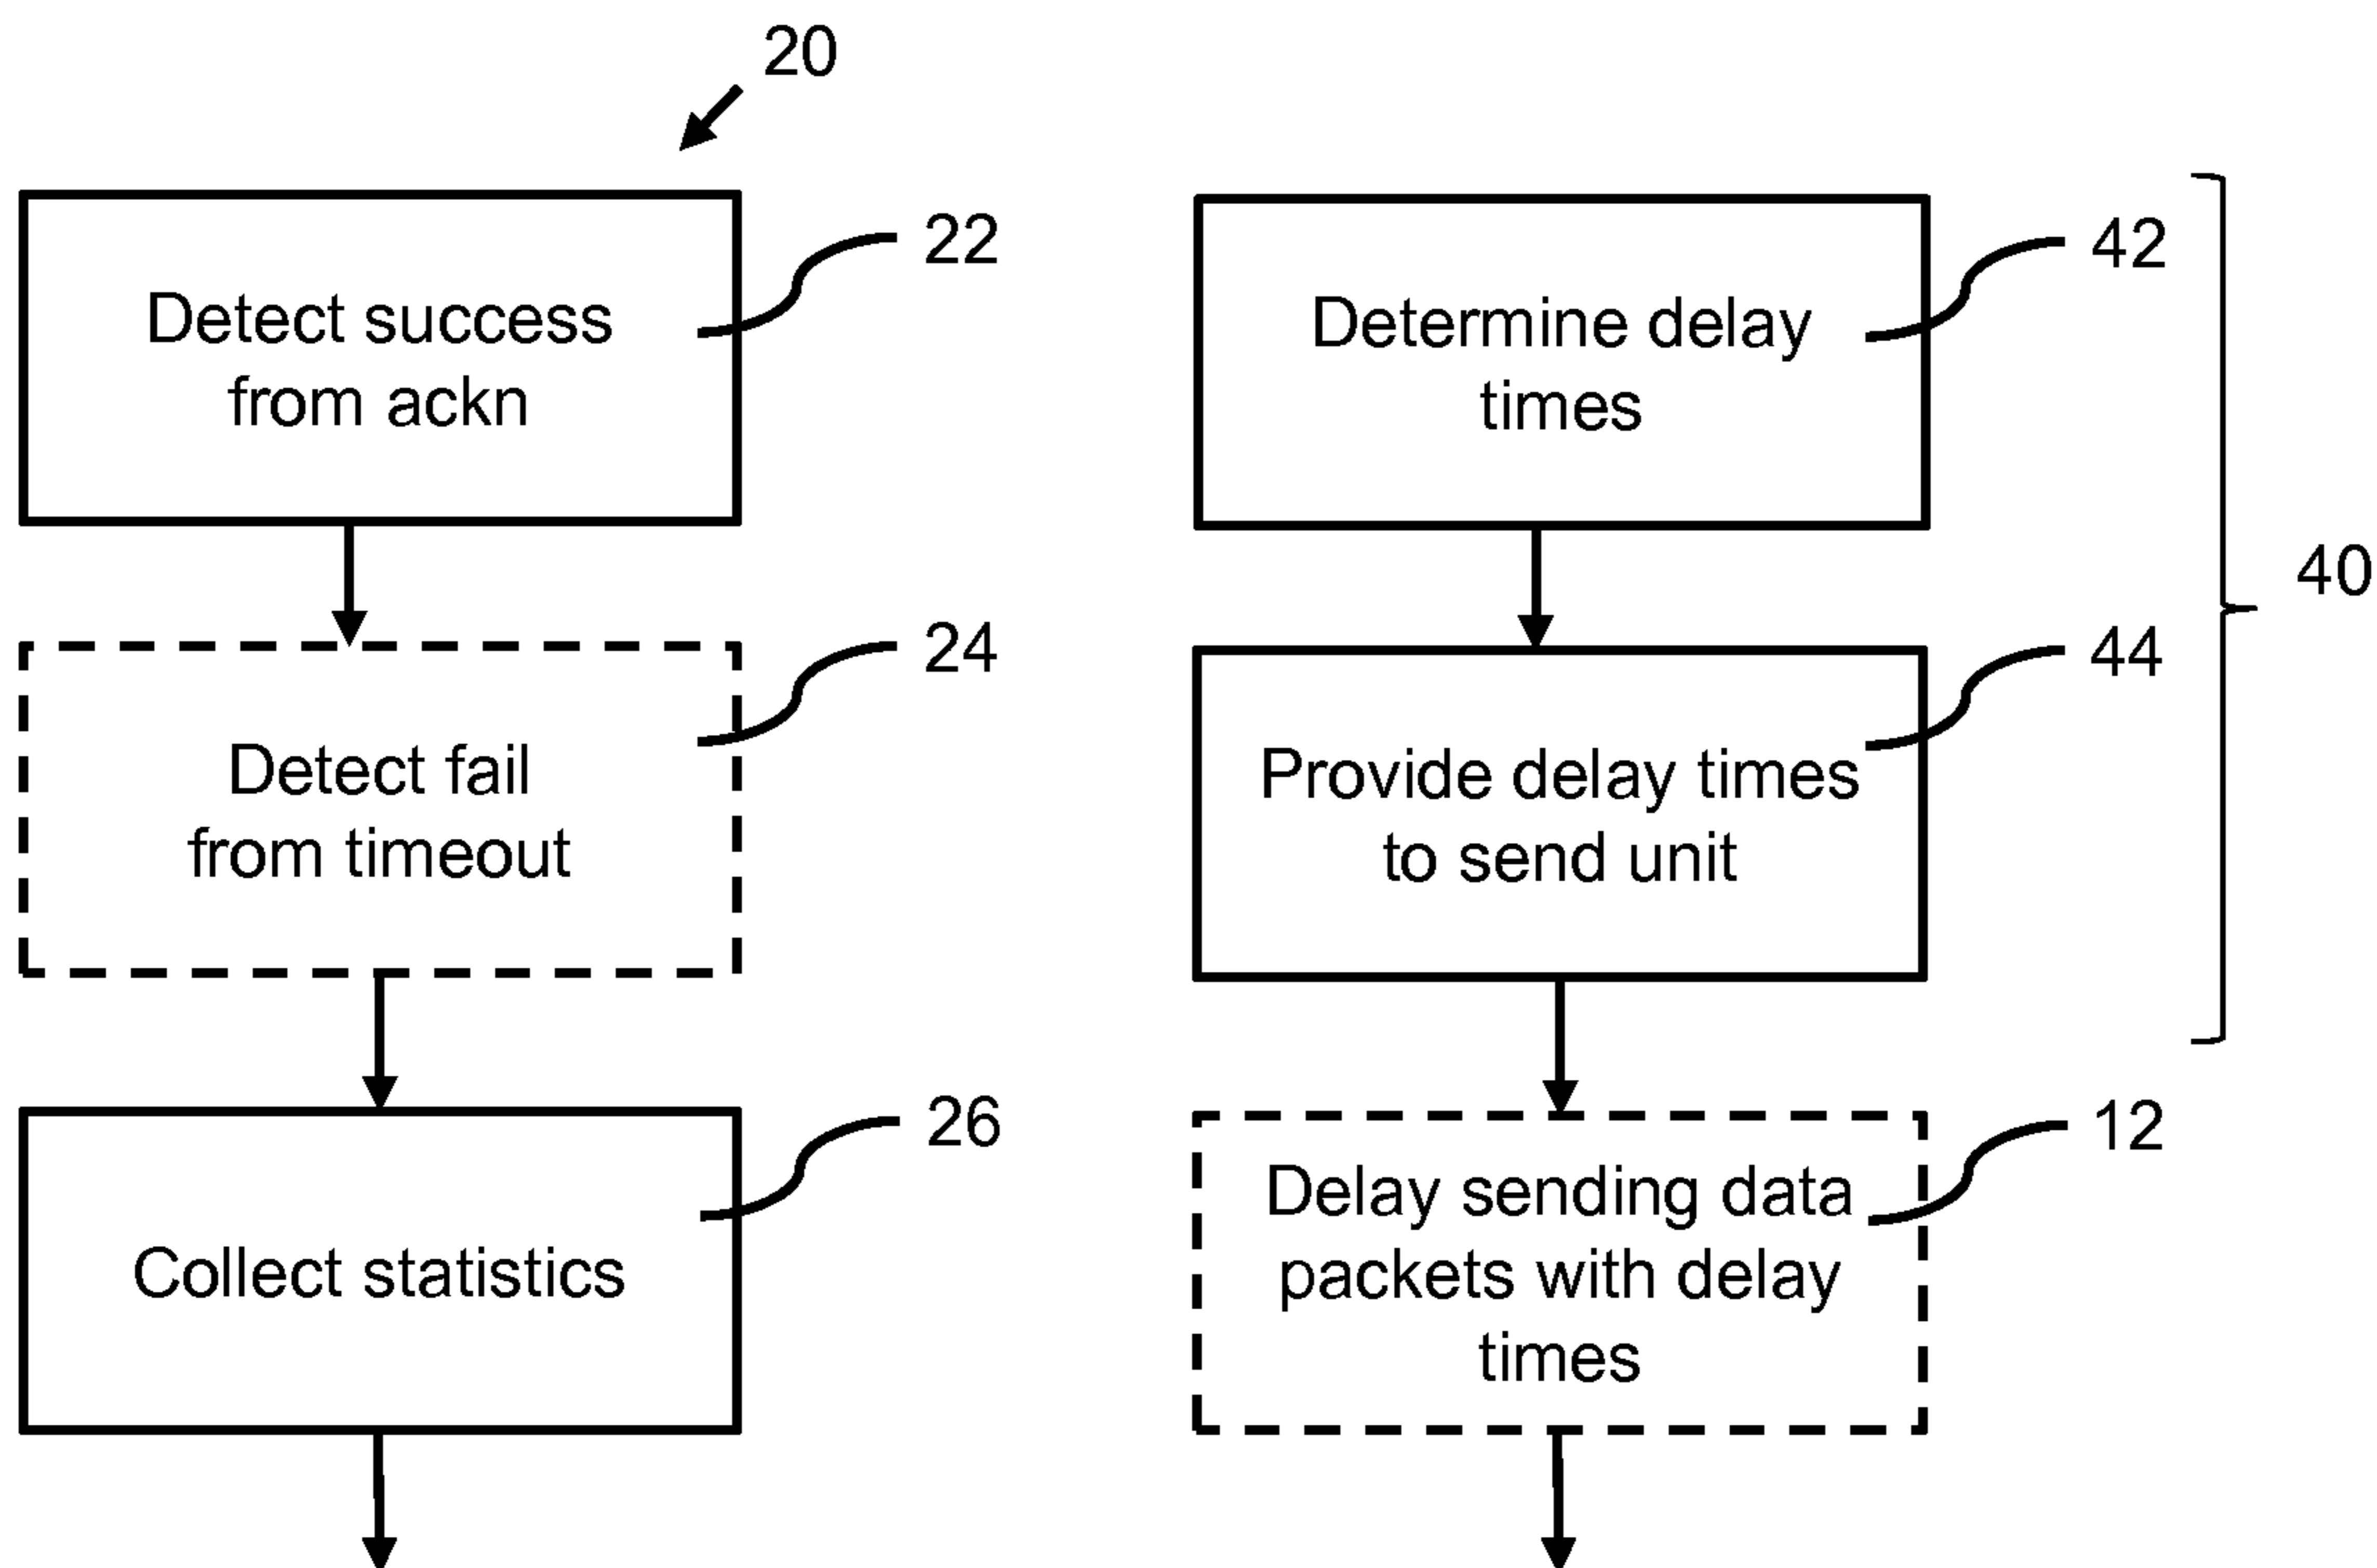 20
Detect success
from ackn
22
Detect fail
from timeout
24
Collect statistics
26
Determine delay
times
42
Provide delay times
to send unit
44
40
Delay sending data
packets with delay
times
12